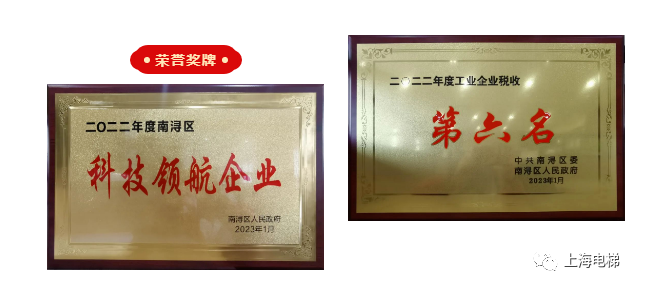 荣誉奖牌
二〇二二年度南浔区
科技领航企业
南浔区人民政府
2023年1月
二〇二二年度工业企业税收
第六名
中共南浔区委
南浔区人民政府
2023年1月
上海电梯